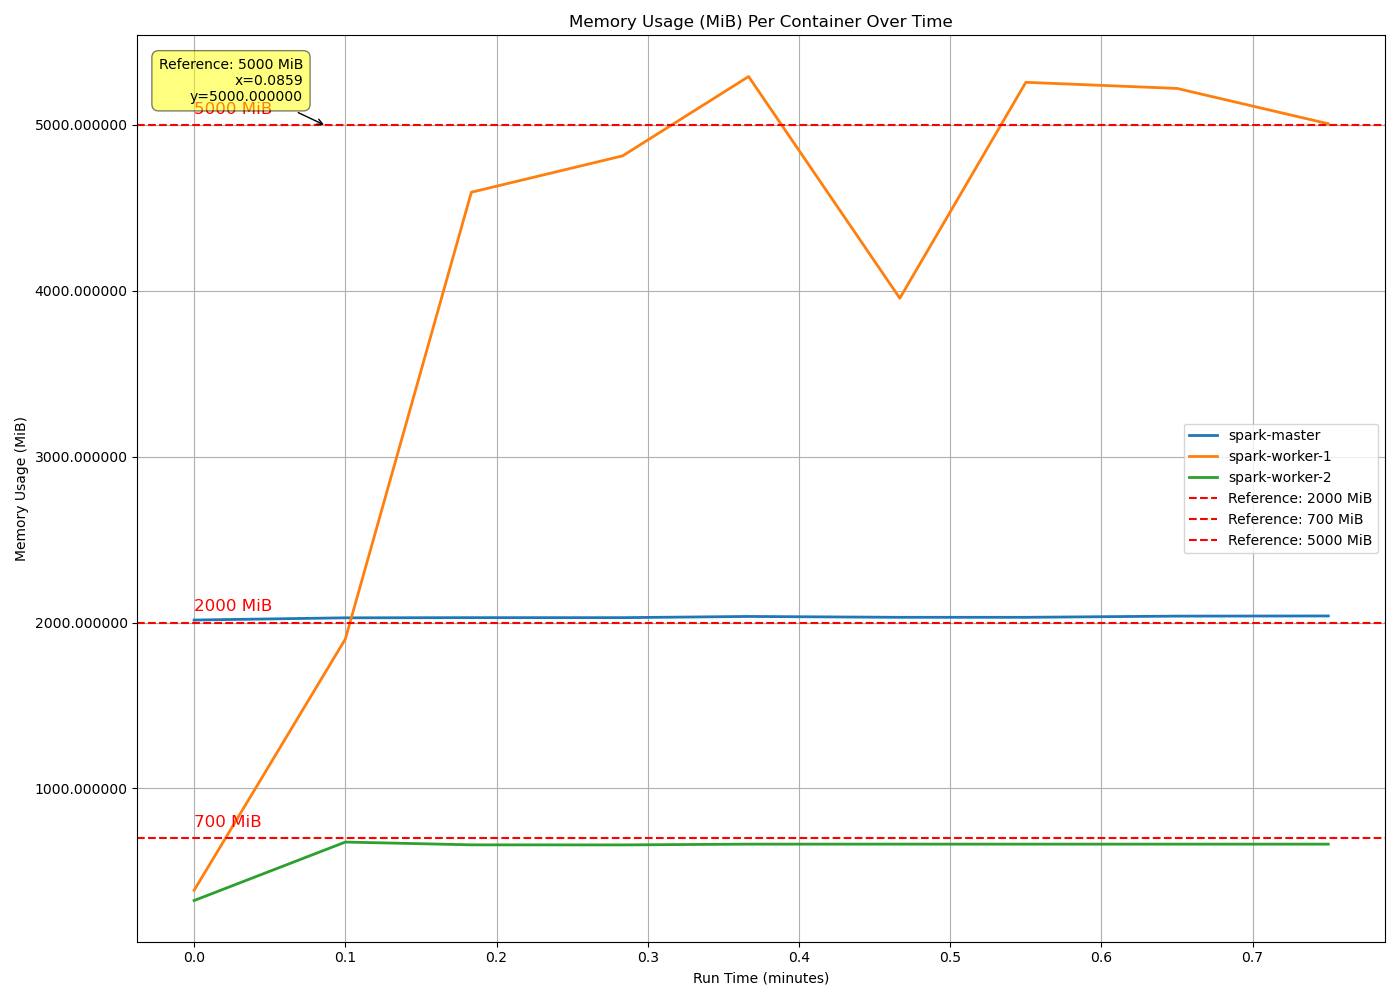 Memory Usage (MiB) Per Container Over Time
Reference: 5000 MiB
x=0.0859
y=5000.000000
5000 MiB
5000.000000
4000.000000
3000.000000
2000.000000
1000.000000
Memory Usage (MiB)
2000 MiB
700 MiB
spark-master
spark-worker-1
spark-worker-2
Reference: 2000 MiB
Reference: 700 MiB
Reference: 5000 MiB
0.0 0.1 0.2 0.3 0.4 0.5 0.6 0.7
Run Time (minutes)